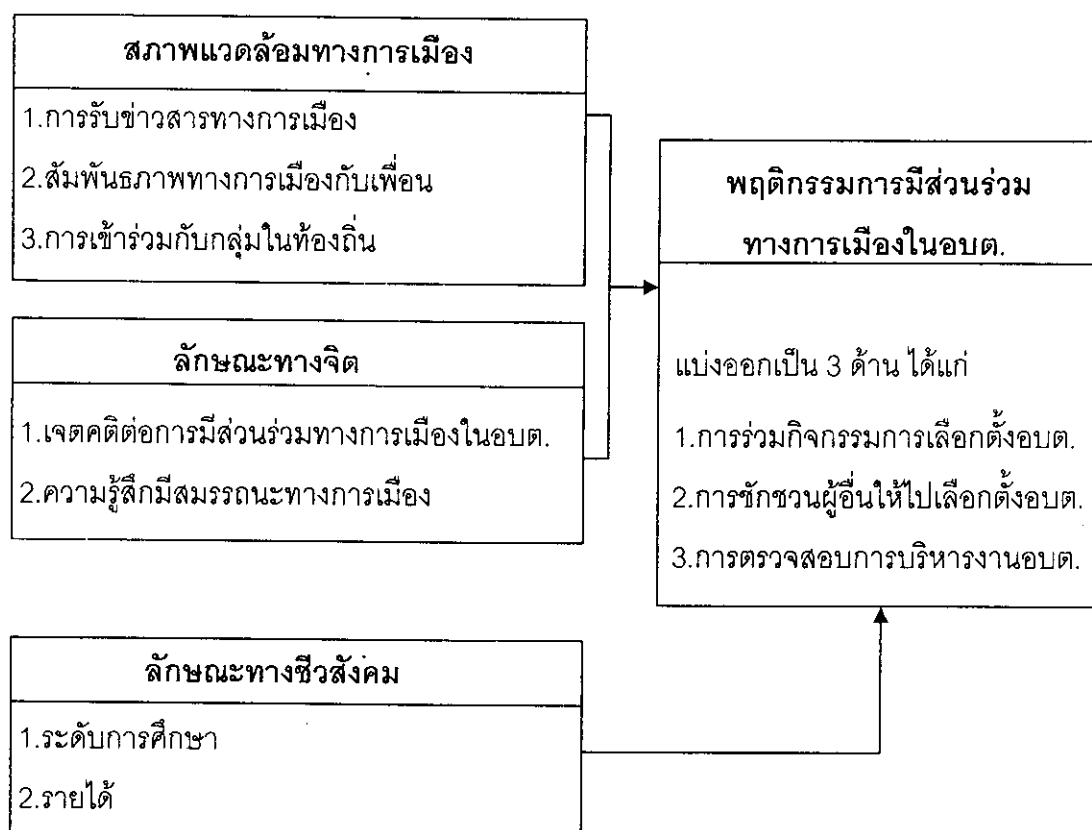 สภาพแวดล้อมทางการเมือง
1.การรับข่าวสารทางการเมือง
2.สัมพันธภาพทางการเมืองกับเพื่อน
3.การเข้าร่วมกับกลุ่มในท้องถิ่น
ลักษณะทางจิต
1.เจตคติต่อการมีส่วนร่วมทางการเมืองในอบต.
2.ความรู้สึกมีสมรรถนะทางการเมือง
ลักษณะทางชีวสังคม
1.ระดับการศึกษา
2.รายได้
พฤติกรรมการมีส่วนร่วม
ทางการเมืองในอบต.
แบ่งออกเป็น 3 ด้าน ได้แก่
1.การร่วมกิจกรรมการเลือกตั้งอบต.
2.การชักชวนผู้อื่นให้ไปเลือกตั้งอบต.
3.การตรวจสอบการบริหารงานอบต.